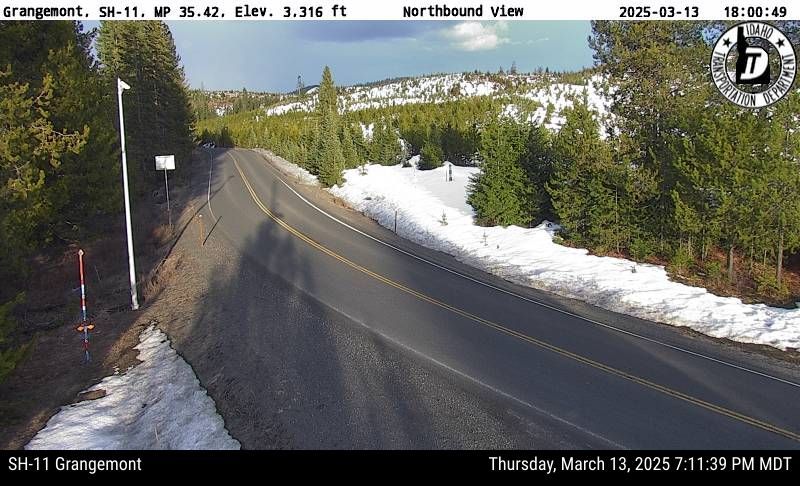 Grangemont, SH-11, MP 35.42, Elev. 3,316 ft Northbound View 2025-03-13 18:00:49
IDAHO
TRANSPORTATION DEPARTMENT
SH-11 Grangemont Thursday, March 13, 2025 7:11:39 PM MDT